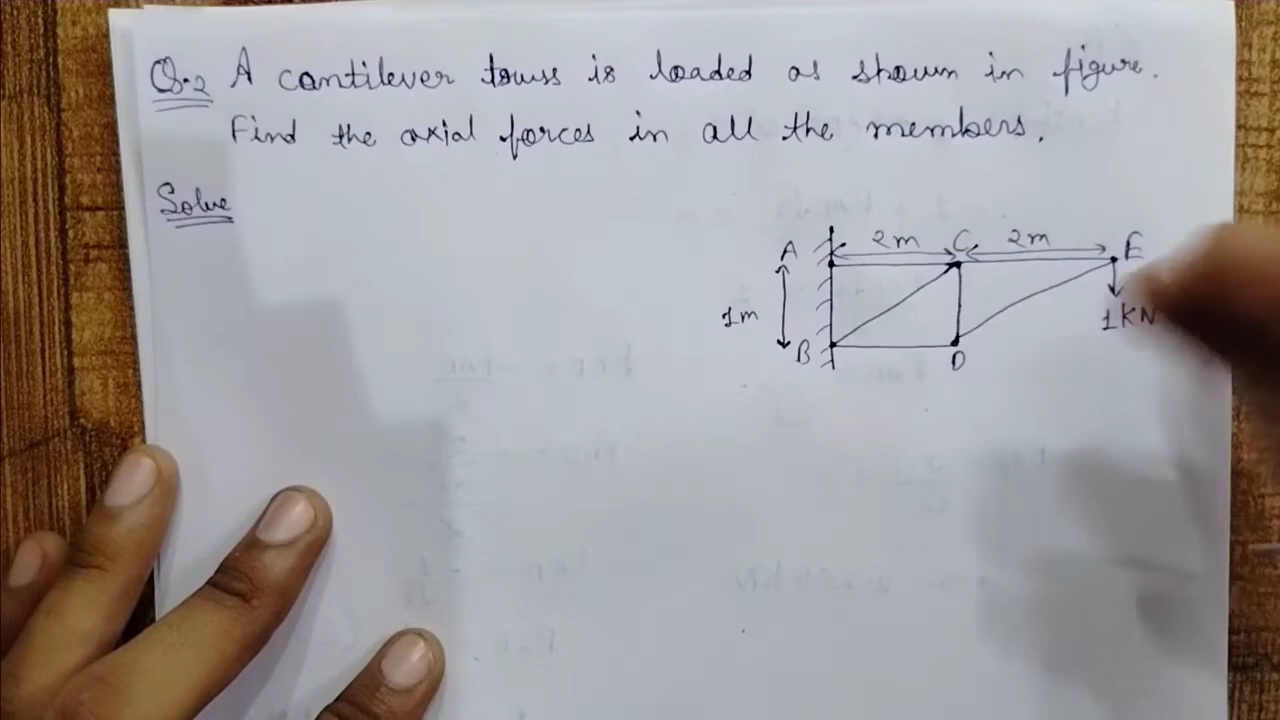 Q.2 A cantilever truss is loaded as shown in figure.
Find the axial forces in all the members.
Solve
A 2m C 2m E
1m
1KN
B D